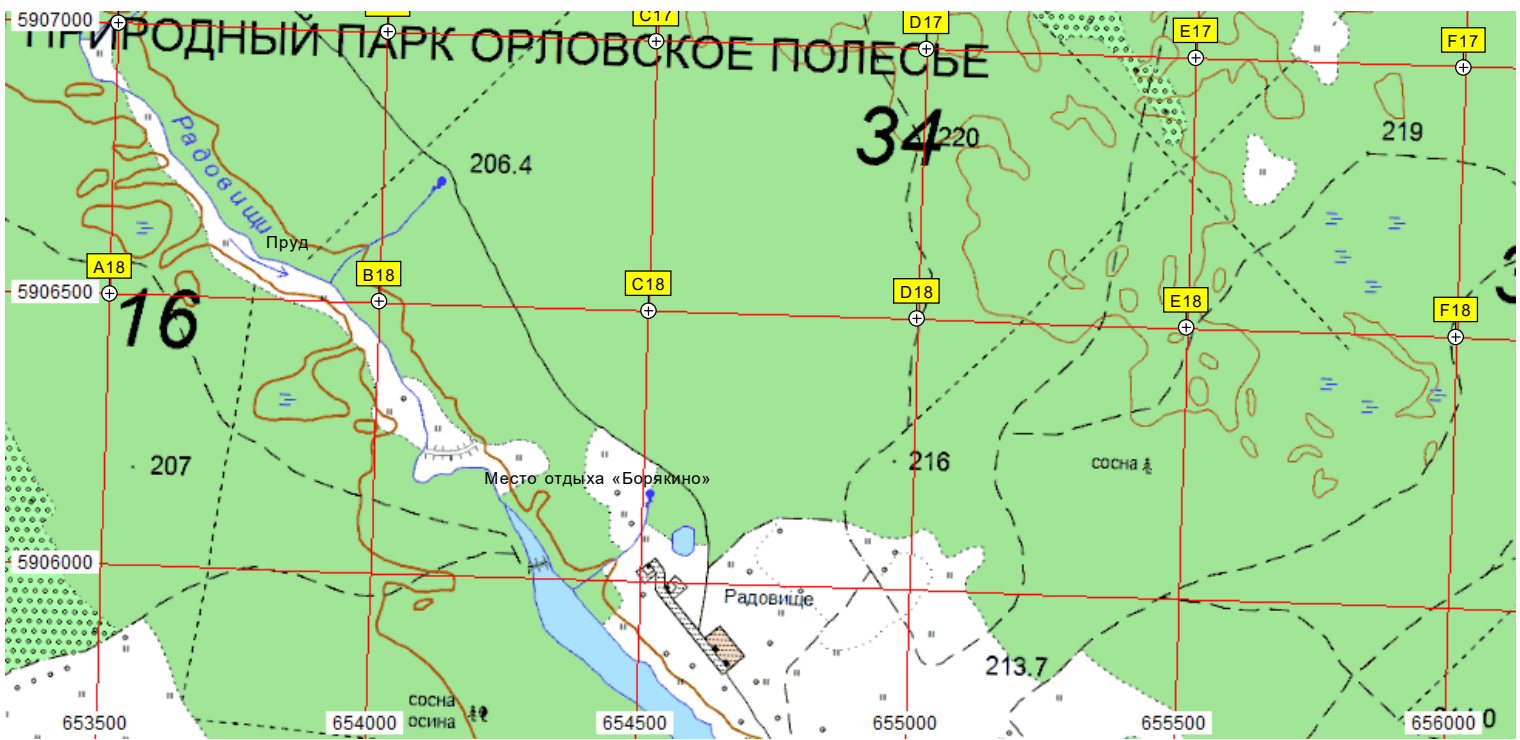 5907000
C17
D17
E17
F17
ПРИРОДНЫЙ ПАРК ОРЛОВСКОЕ ПОЛЕСЬЕ
34
220
219
206.4
Радовищи
Пруд
A18
B18
C18
D18
E18
F18
5906500
16
207
216
сосна
Место отдыха «Борякино»
5906000
Радовище
213.7
сосна
осина
653500
654000
654500
655000
655500
656000